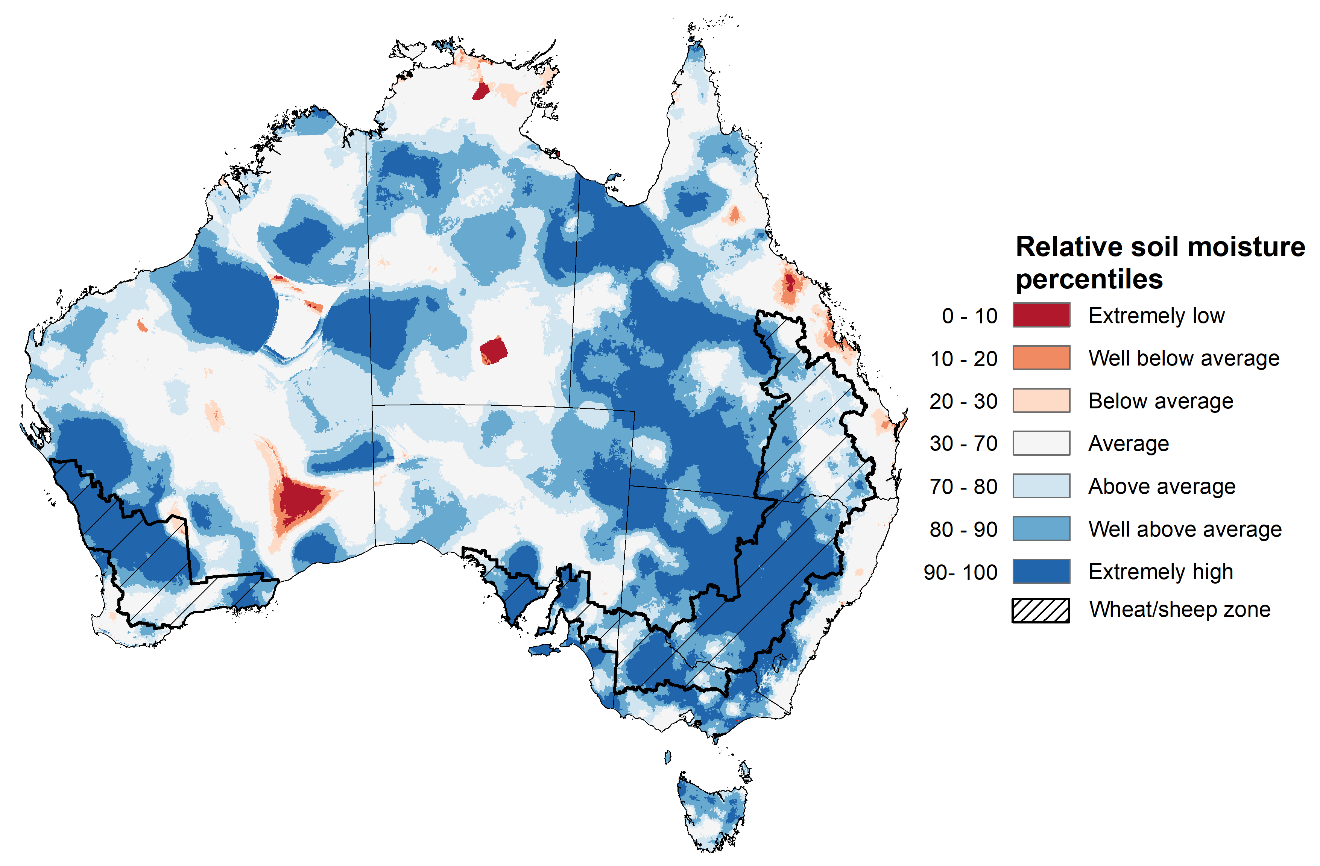 Relative soil moisture
percentiles
0 - 10 Extremely low
10 - 20 Well below average
20 - 30 Below average
30 - 70 Average
70 - 80 Above average
80 - 90 Well above average
90- 100 Extremely high
Wheat/sheep zone